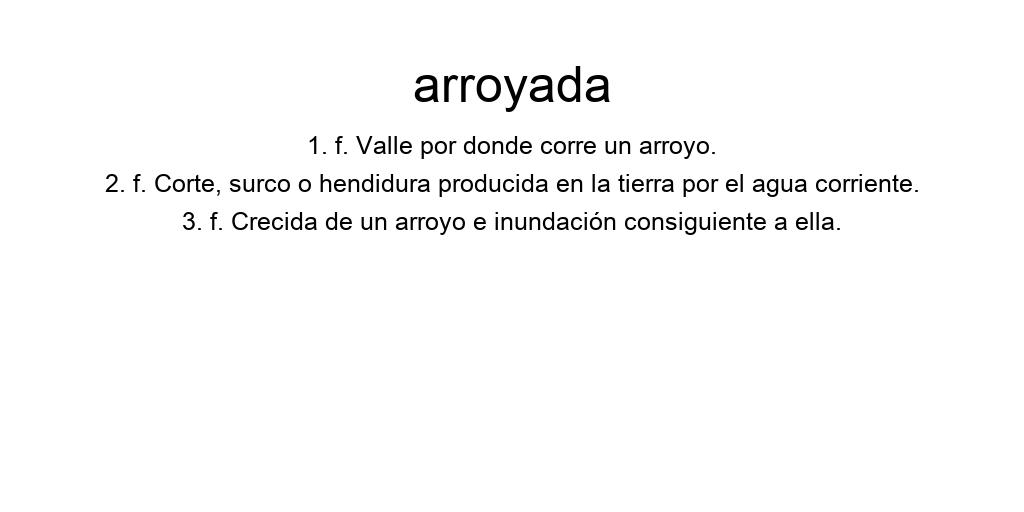 arroyada
1. f. Valle por donde corre un arroyo.
2. f. Corte, surco o hendidura producida en la tierra por el agua corriente.
3. f. Crecida de un arroyo e inundación consiguiente a ella.